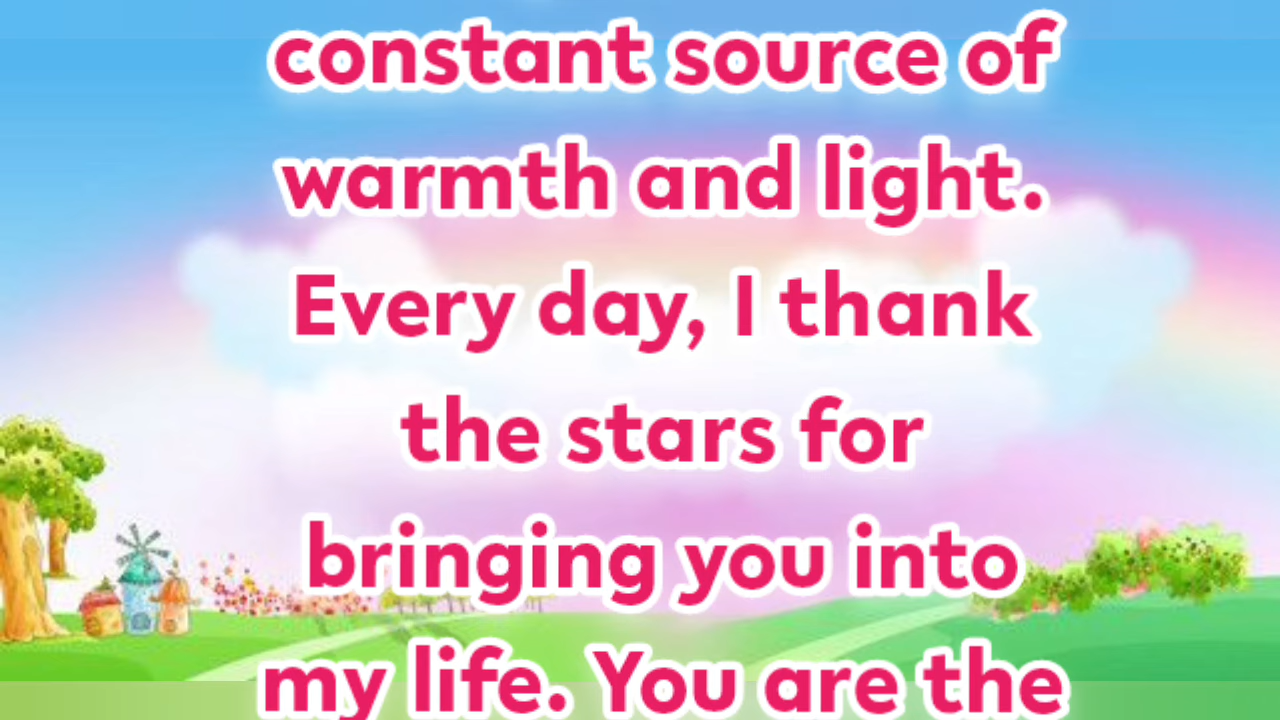 constant source of
warmth and light.
Every day, I thank
the stars for
bringing you into
my life. You are the